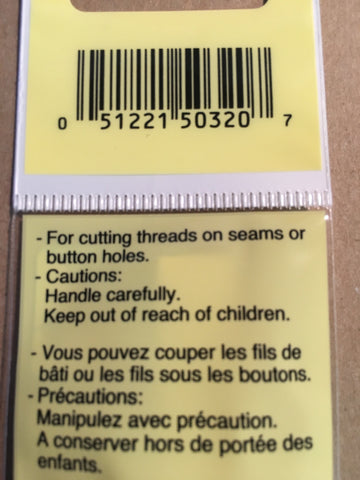 0 51221 50320 7
- For cutting threads on seams or
button holes.
- Cautions:
Handle carefully.
Keep out of reach of children.
- Vous pouvez couper les fils de
bâti ou les fils sous les boutons.
- Précautions:
Manipulez avec précaution.
A conserver hors de portée des
enfants.